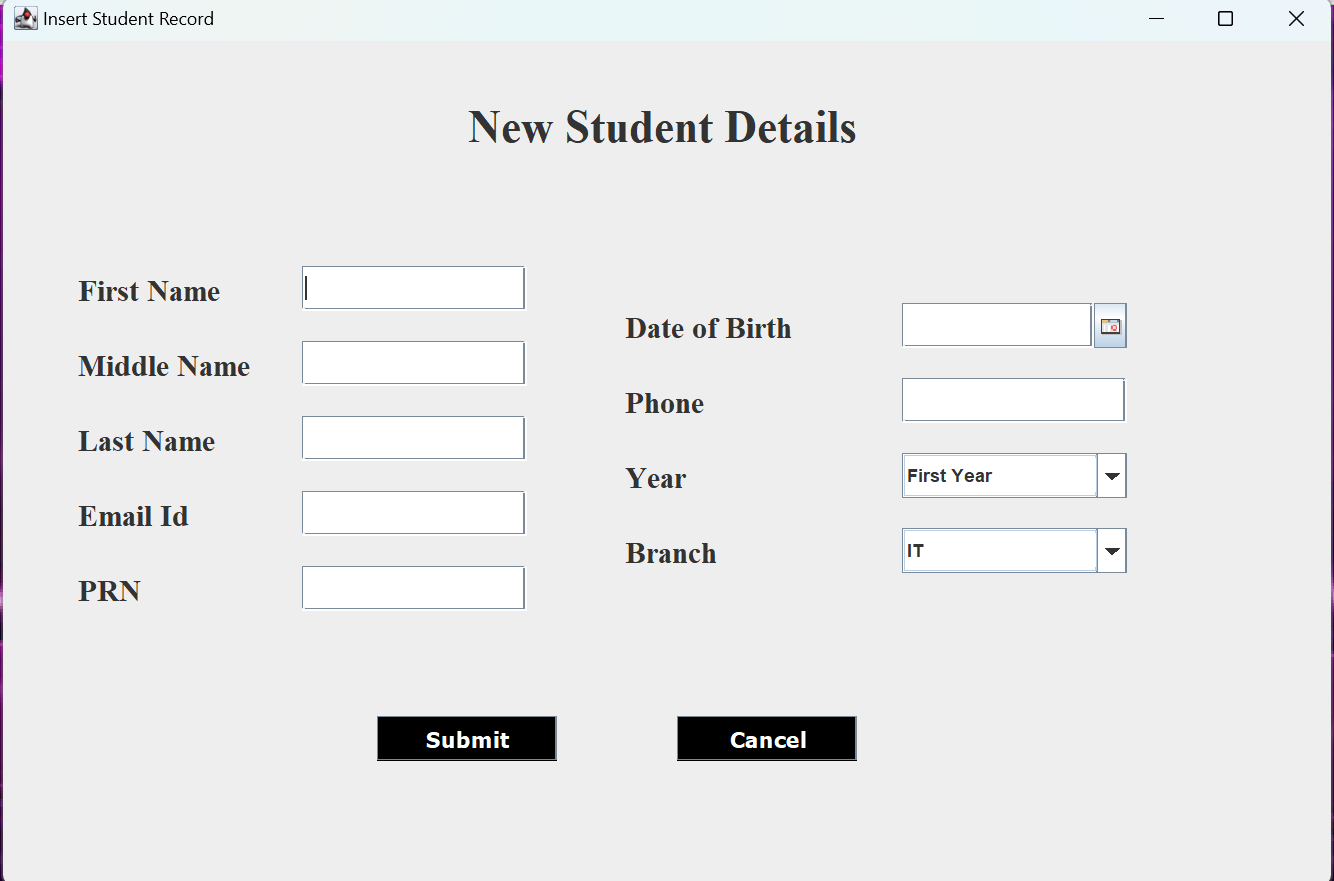 Insert Student Record
New Student Details
First Name
Middle Name
Last Name
Email Id
PRN
Date of Birth
Phone
Year
First Year
Branch
IT
Submit
Cancel